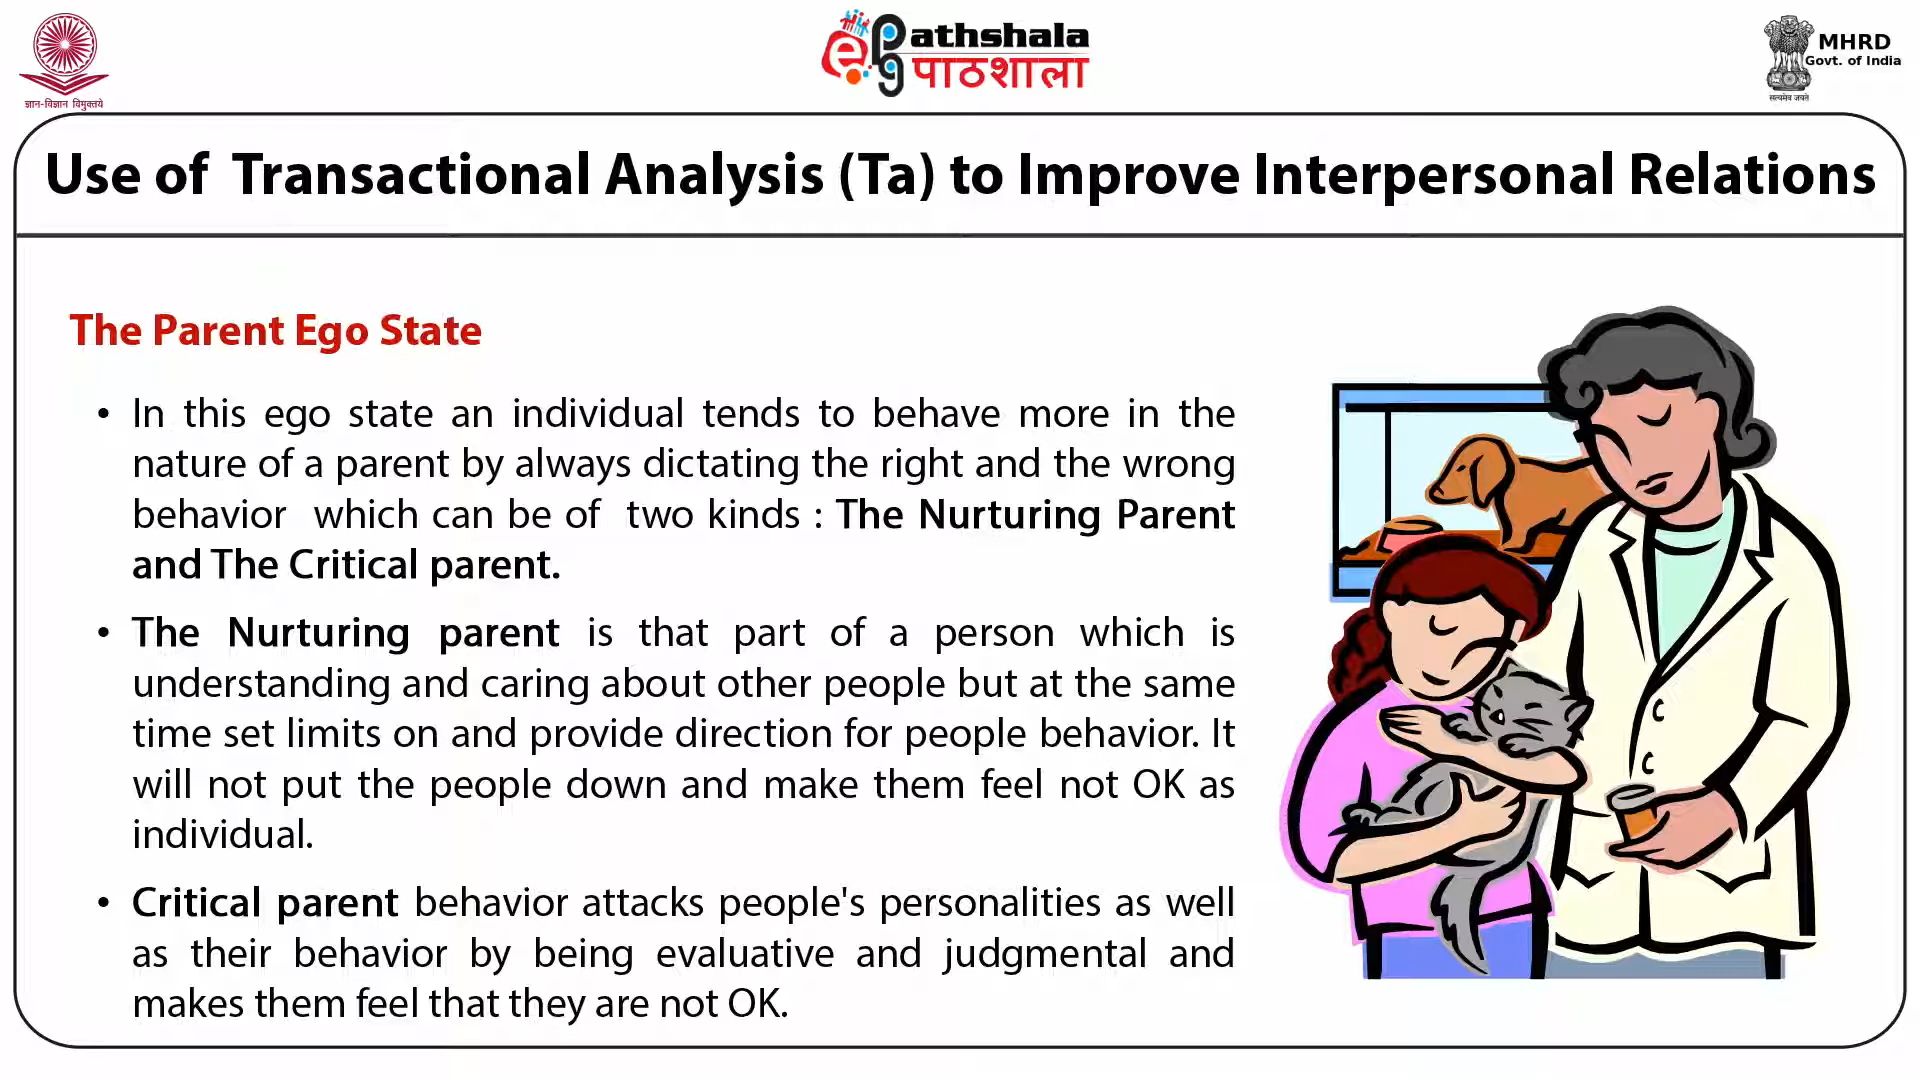 ज्ञान-विज्ञान विमुक्तये
ePathshala
पाठशाला
MHRD
Govt. of India
सत्यमेव जयते
Use of Transactional Analysis (Ta) to Improve Interpersonal Relations
The Parent Ego State
• In this ego state an individual tends to behave more in the
nature of a parent by always dictating the right and the wrong
behavior which can be of two kinds : The Nurturing Parent
and The Critical parent.
• The Nurturing parent is that part of a person which is
understanding and caring about other people but at the same
time set limits on and provide direction for people behavior. It
will not put the people down and make them feel not OK as
individual.
• Critical parent behavior attacks people's personalities as well
as their behavior by being evaluative and judgmental and
makes them feel that they are not OK.